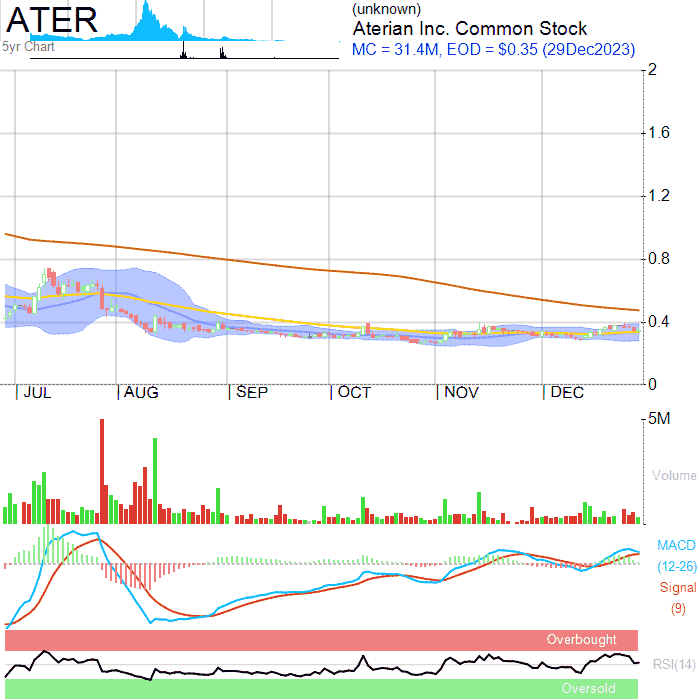 ATER
5yr Chart
(unknown)
Aterian Inc. Common Stock
MC = 31.4M, EOD = $0.35 (29Dec2023)
2
1.6
1.2
0.8
0.4
0
JUL AUG SEP OCT NOV DEC
5M
Volume
MACD
(12-26)
Signal
(9)
Overbought
RSI(14)
Oversold